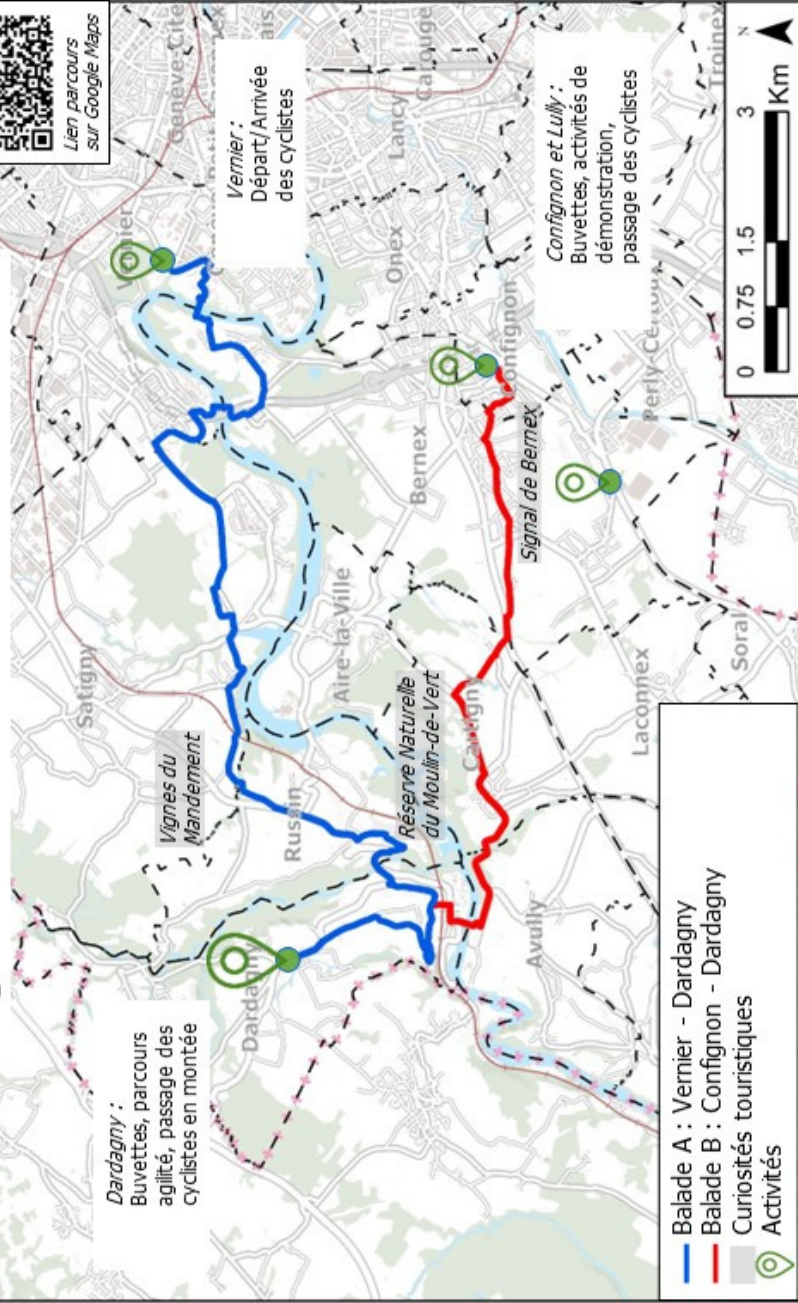 Lien parcours
sur Google Maps
Vernier :
Départ/Arrivée
des cyclistes
Confignon et Lully :
Buvettes, activités de
démonstration,
passage des cyclistes
Dardagny :
Buvettes, parcours
agilité, passage des
cyclistes en montée
Vignes du
Mandement
Réserve Naturelle
du Moulin-de-Vert
Signal de Bernex
Satigny
Russin
Dardagny
Aire-la-Ville
Bernex
Onex
Lancy
Carouge
Confignon
Cartigny
Avully
Laconnex
Soral
Perly-Certoux
Troinex
Vernier
Genève-Cité
Balade A : Vernier - Dardagny
Balade B : Confignon - Dardagny
Curiosités touristiques
Activités
0 0.75 1.5 3
Km
N